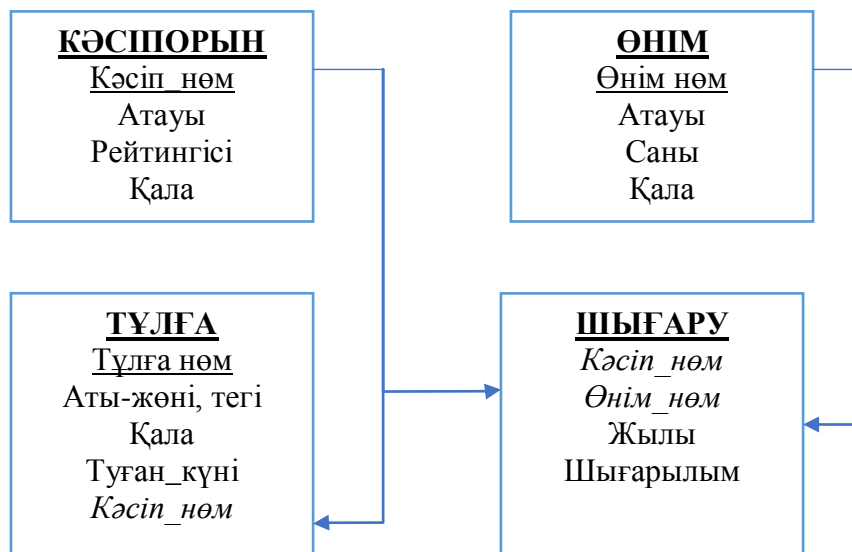 КӘСІПОРЫН
Кәсіп_нөм
Атауы
Рейтингісі
Қала
ӨНІМ
Өнім нөм
Атауы
Саны
Қала
ТҰЛҒА
Тұлға нөм
Аты-жөні, тегі
Қала
Туған_күні
Кәсіп_нөм
ШЫҒАРУ
Кәсіп_нөм
Өнім_нөм
Жылы
Шығарылым